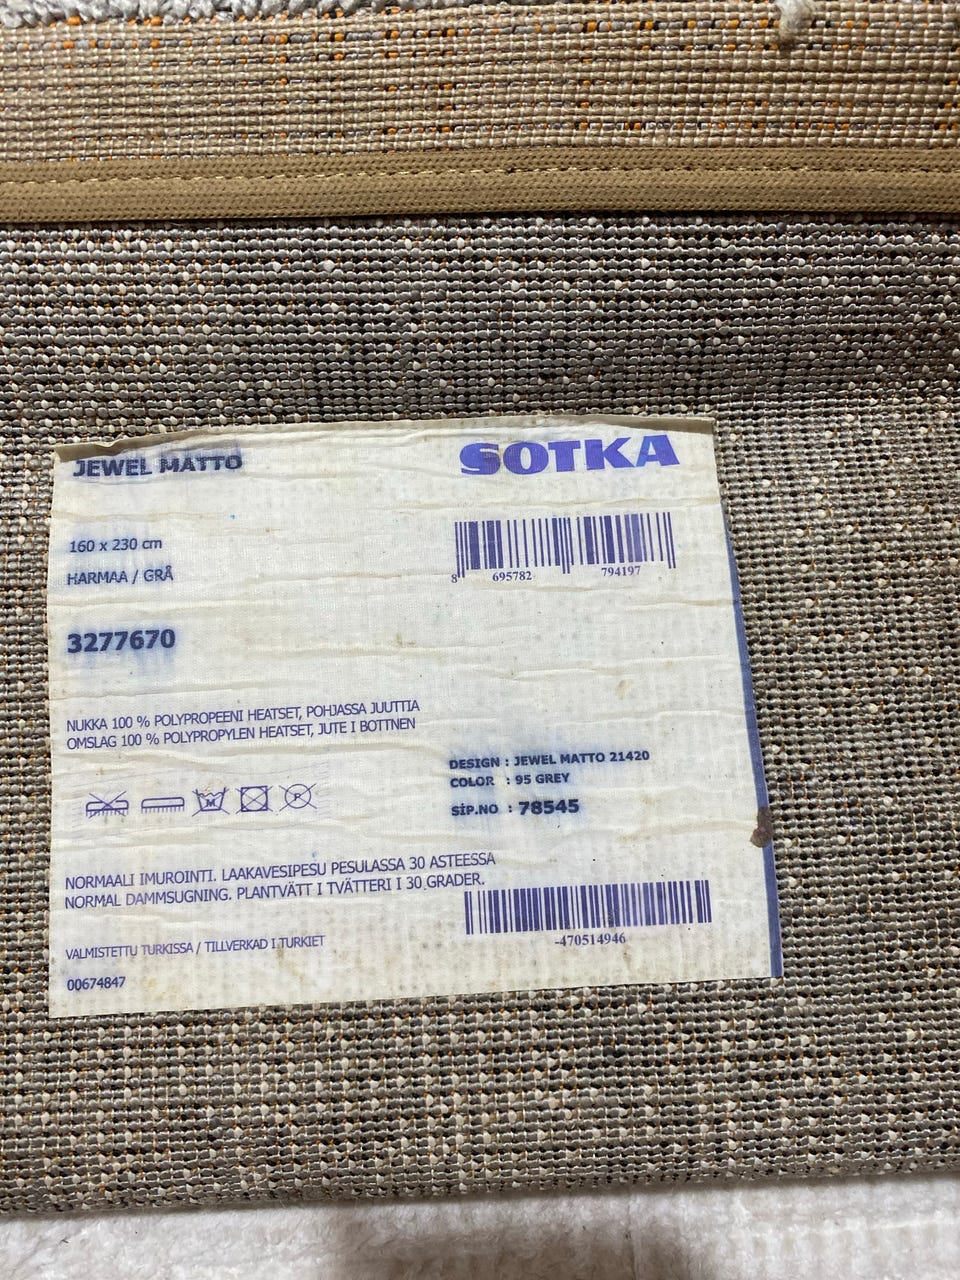 JEWEL MATTO
SOTKA
160 x 230 cm
HARMAA / GRÅ
8 695782 794197
3277670
NUKKA 100 % POLYPROPEENI HEATSET, POHJASSA JUUTTIA
OMSLAG 100 % POLYPROPYLEN HEATSET, JUTE I BOTTNEN
DESIGN : JEWEL MATTO 21420
COLOR : 95 GREY
SİP.NO : 78545
M
P
NORMAALI IMUROINTI. LAAKAVESIPESU PESULASSA 30 ASTEESSA
NORMAL DAMMSUGNING. PLANTVÄTT I TVÄTTERI I 30 GRADER.
-470514946
VALMISTETTU TURKISSA / TILLVERKAD I TURKIET
00674847